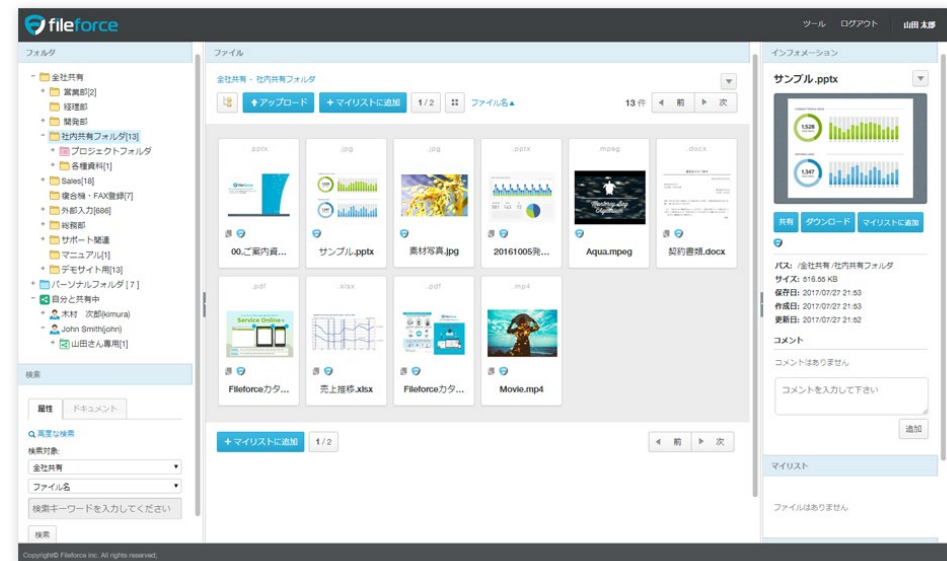 fileforce
ツール ログアウト 山田 太郎
フォルダ
全社共有
営業部[2]
経理部
開発部
社内共有フォルダ[13]
プロジェクトフォルダ
各種資料[1]
Sales[18]
複合機・FAX登録[7]
外部入力[686]
総務部
サポート関連
マニュアル[1]
デモサイト用[13]
パーソナルフォルダ[7]
自分と共有中
木村 次郎(kimura)
John Smith(john)
山田さん専用[1]
検索
属性 ドキュメント
高度な検索
検索対象:
全社共有
ファイル名
検索キーワードを入力してください
検索
ファイル
全社共有 - 社内共有フォルダ
アップロード +マイリストに追加 1/2 ファイル名▲ 13 件 前 次
.pptx .jpg .jpg .pptx .mpeg .docx
1,528
1,347
Monterey Bay Aquarium
00.ご案内資... サンプル.pptx 素材写真.jpg 20161005発... Aqua.mpeg 契約書類.docx
.pdf .xlsx .pdf .mp4
Service Online
Fileforceカタ... 売上推移.xlsx Fileforceカタ... Movie.mp4
+マイリストに追加 1/2 前 次
インフォメーション
サンプル.pptx
1,528
1,347
共有 ダウンロード マイリストに追加
パス: /全社共有/社内共有フォルダ
サイズ: 516.55 KB
保存日: 2017/07/27 21:53
作成日: 2017/07/27 21:53
更新日: 2017/07/27 21:52
コメント
コメントはありません
コメントを入力して下さい
追加
マイリスト
ファイルはありません
Copyright© Fileforce Inc. All rights reserved,